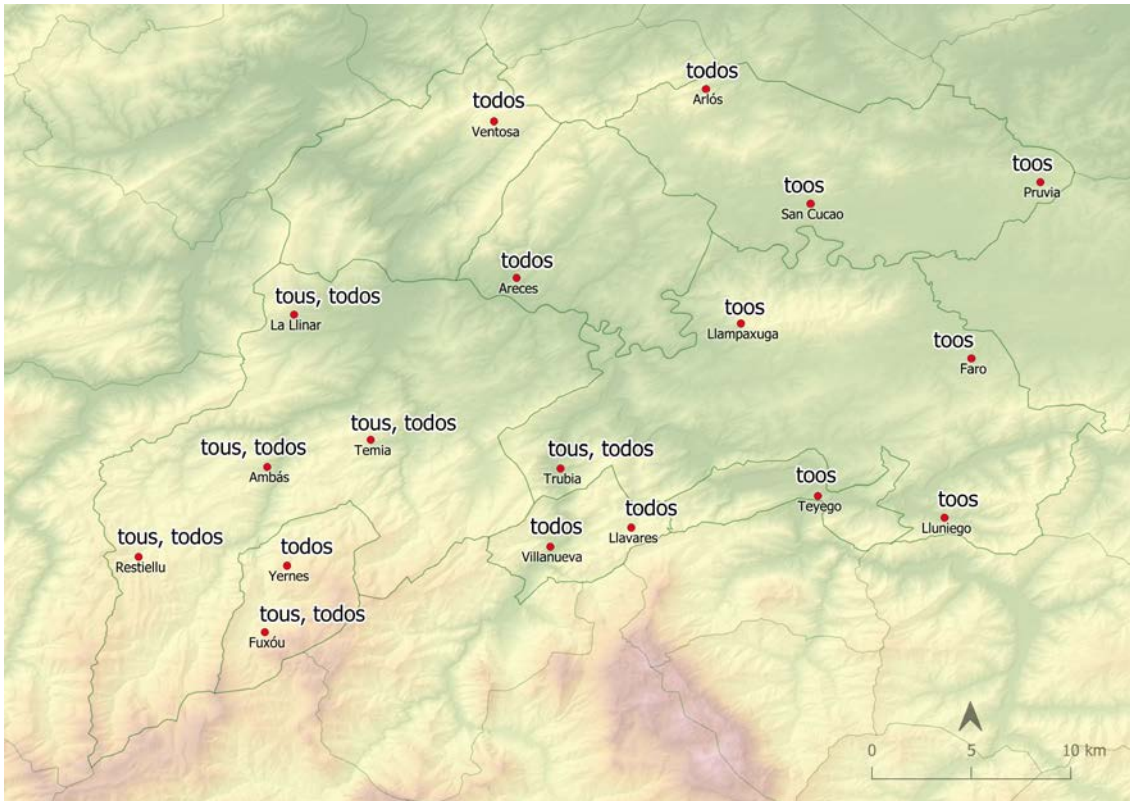 todos
Arlós
todos
Ventosa
toos
Pruvia
toos
San Cucao
todos
Areces
tous, todos
La Llinar
toos
Llampaxuga
toos
Faro
tous, todos
Temia
tous, todos
Ambás
tous, todos
Trubia
toos
Teyego
toos
Lluniego
todos
Llavares
todos
Villanueva
tous, todos
Restiellu
todos
Yernes
tous, todos
Fuxóu
0 5 10 km